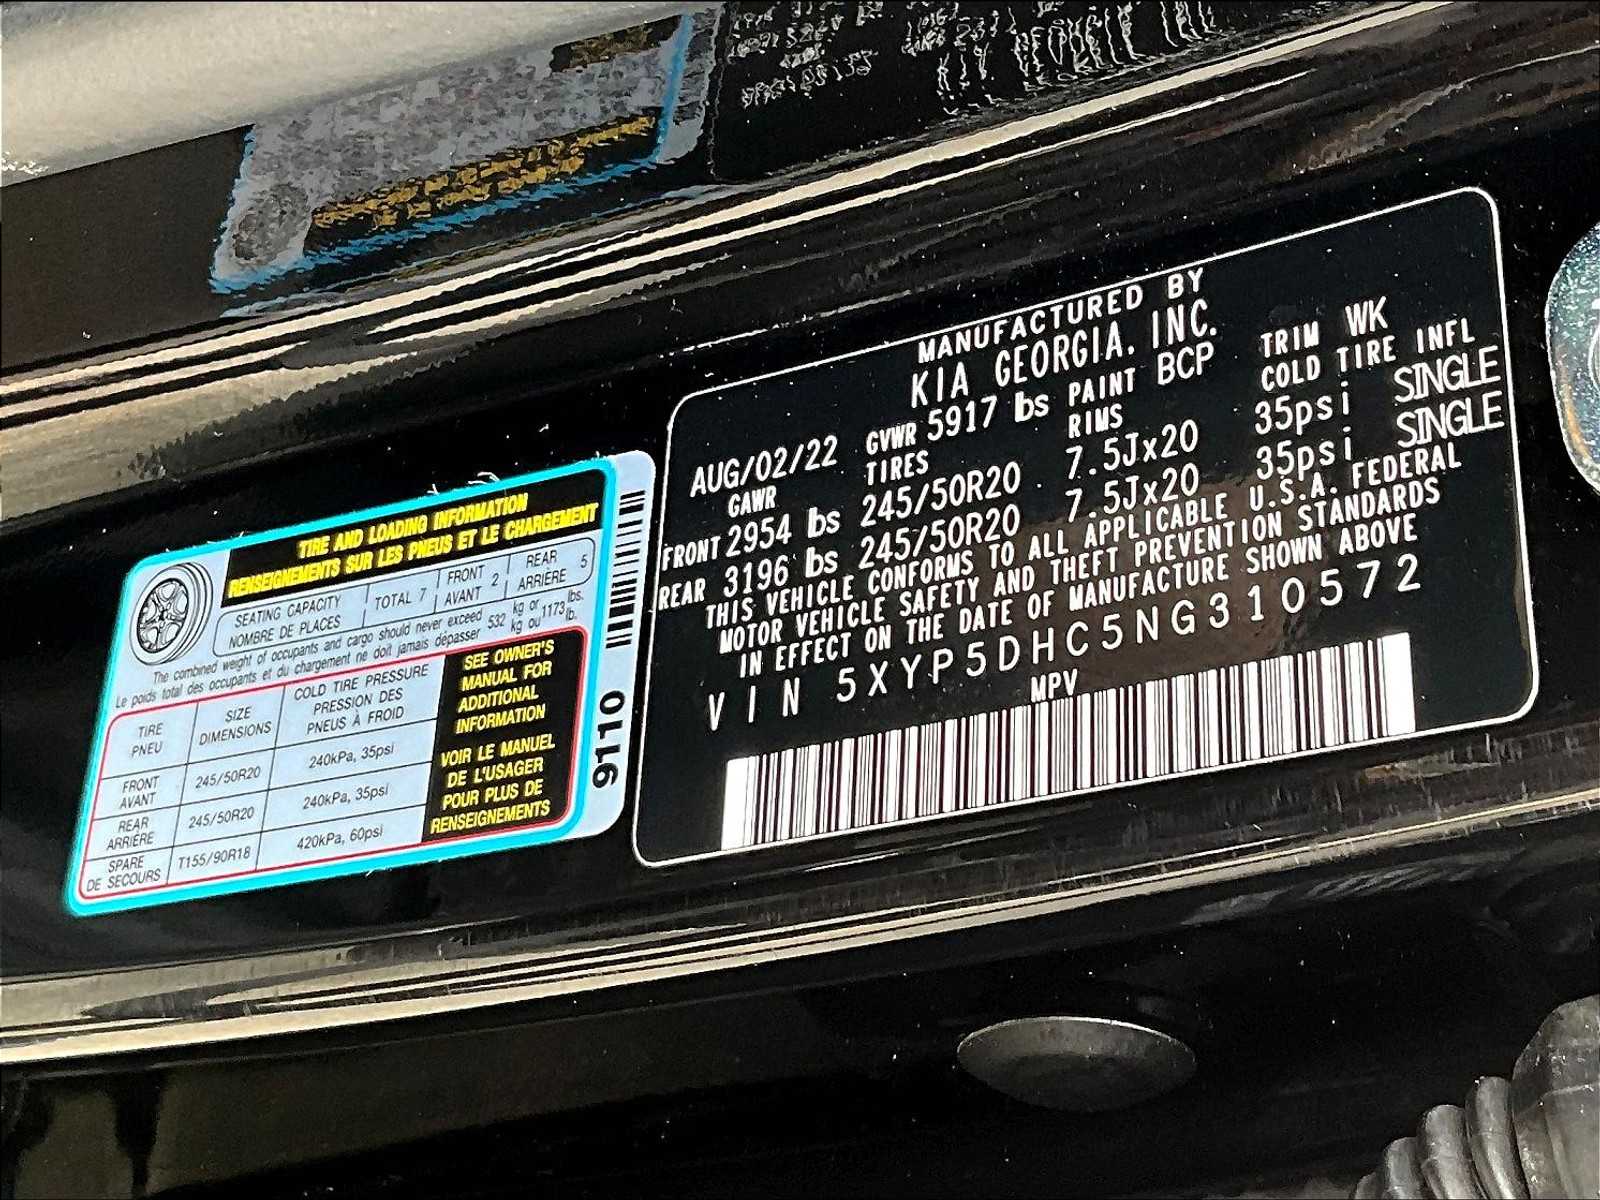 TIRE AND LOADING INFORMATION
RENSEIGNEMENTS SUR LES PNEUS ET LE CHARGEMENT
SEATING CAPACITY
NOMBRE DE PLACES
TOTAL 7
FRONT
AVANT
2
REAR
ARRIÈRE
5
The combined weight of occupants and cargo should never exceed 532 kg or 1173 lbs.
Le poids total des occupants et du chargement ne doit jamais dépasser kg ou lb.
TIRE
PNEU
SIZE
DIMENSIONS
COLD TIRE PRESSURE
PRESSION DES
PNEUS À FROID
FRONT
AVANT
245/50R20
240kPa, 35psi
REAR
ARRIÈRE
245/50R20
240kPa, 35psi
SPARE
DE SECOURS
T155/90R18
420kPa, 60psi
SEE OWNER'S
MANUAL FOR
ADDITIONAL
INFORMATION
VOIR LE MANUEL
DE L'USAGER
POUR PLUS DE
RENSEIGNEMENTS
9110
MANUFACTURED BY
KIA GEORGIA, INC.
AUG/02/22 GVWR 5917 lbs PAINT BCP TRIM WK
GAWR TIRES RIMS COLD TIRE INFL
FRONT 2954 lbs 245/50R20 7.5Jx20 35psi SINGLE
REAR 3196 lbs 245/50R20 7.5Jx20 35psi SINGLE
THIS VEHICLE CONFORMS TO ALL APPLICABLE U.S.A. FEDERAL
MOTOR VEHICLE SAFETY AND THEFT PREVENTION STANDARDS
IN EFFECT ON THE DATE OF MANUFACTURE SHOWN ABOVE
VIN 5XYP5DHC5NG310572
MPV